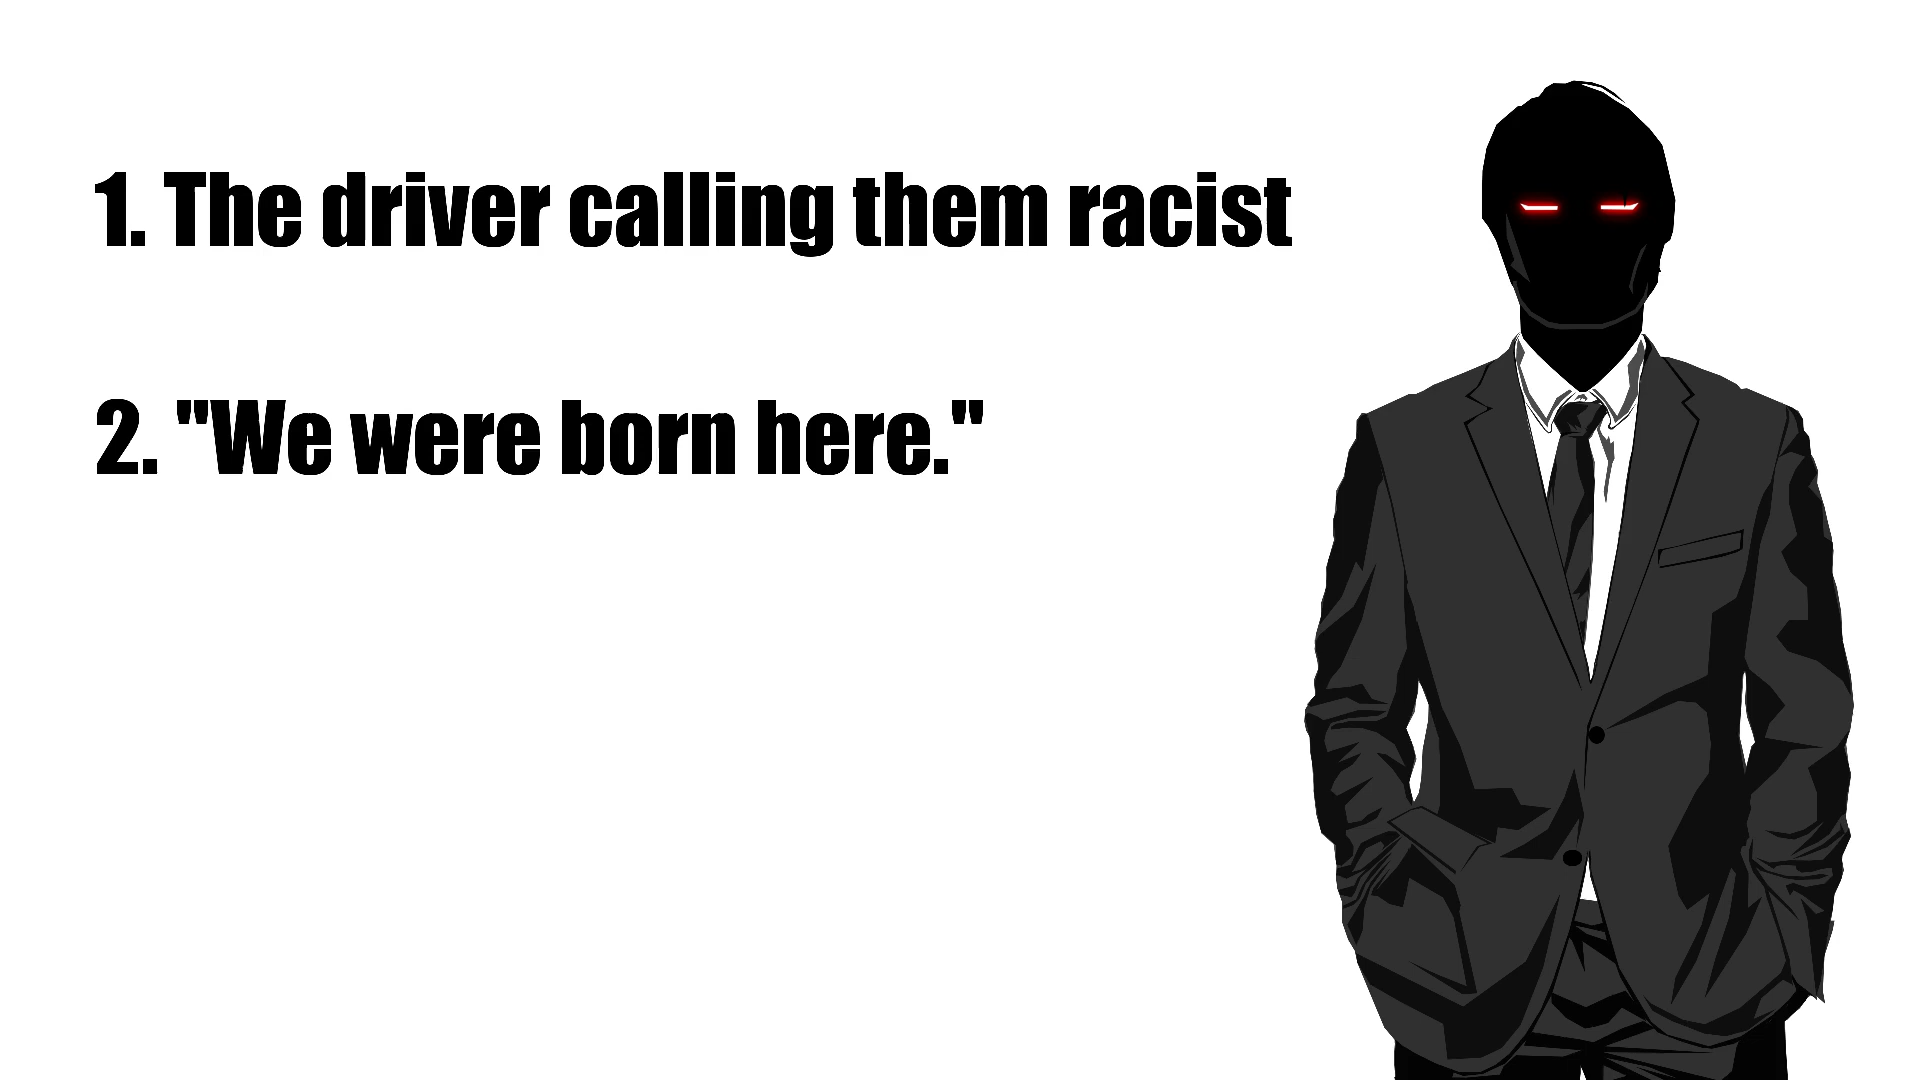 1. The driver calling them racist
2. "We were born here."